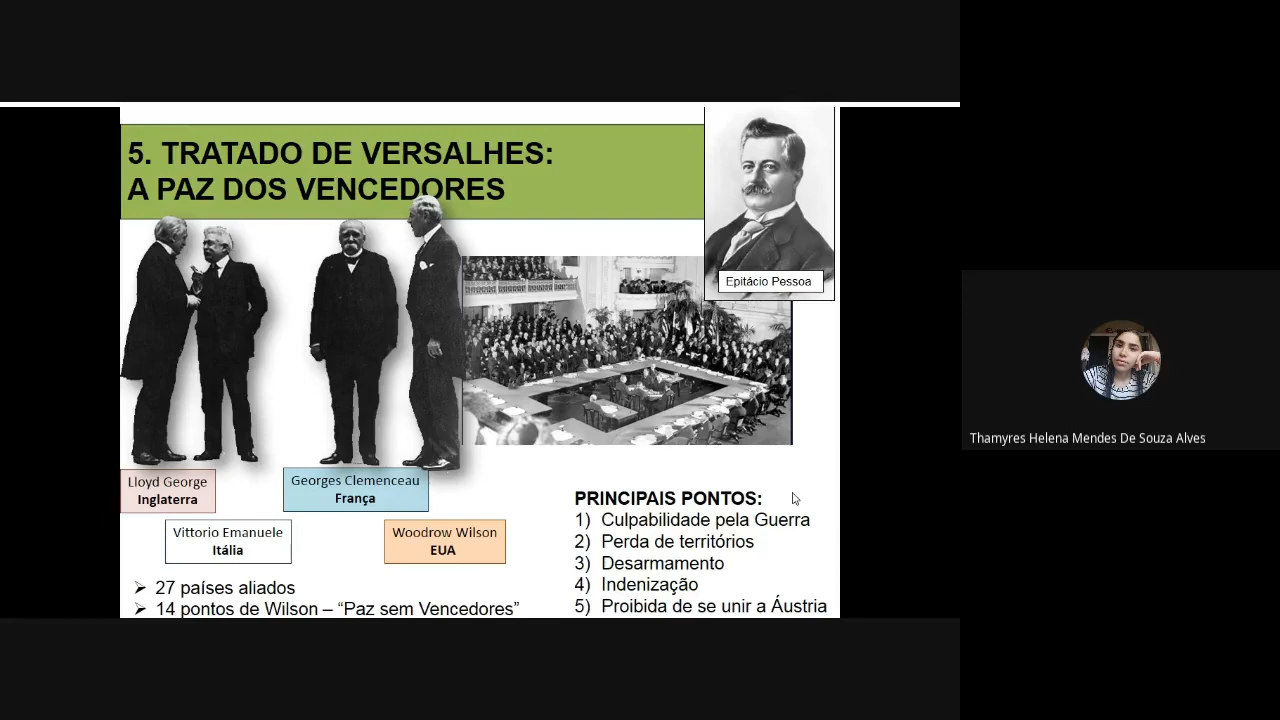 5. TRATADO DE VERSALHES:
A PAZ DOS VENCEDORES
Epitácio Pessoa
Lloyd George
Inglaterra
Georges Clemenceau
França
Vittorio Emanuele
Itália
Woodrow Wilson
EUA
➢ 27 países aliados
➢ 14 pontos de Wilson – “Paz sem Vencedores”
PRINCIPAIS PONTOS:
1) Culpabilidade pela Guerra
2) Perda de territórios
3) Desarmamento
4) Indenização
5) Proibida de se unir a Áustria
Thamyres Helena Mendes De Souza Alves